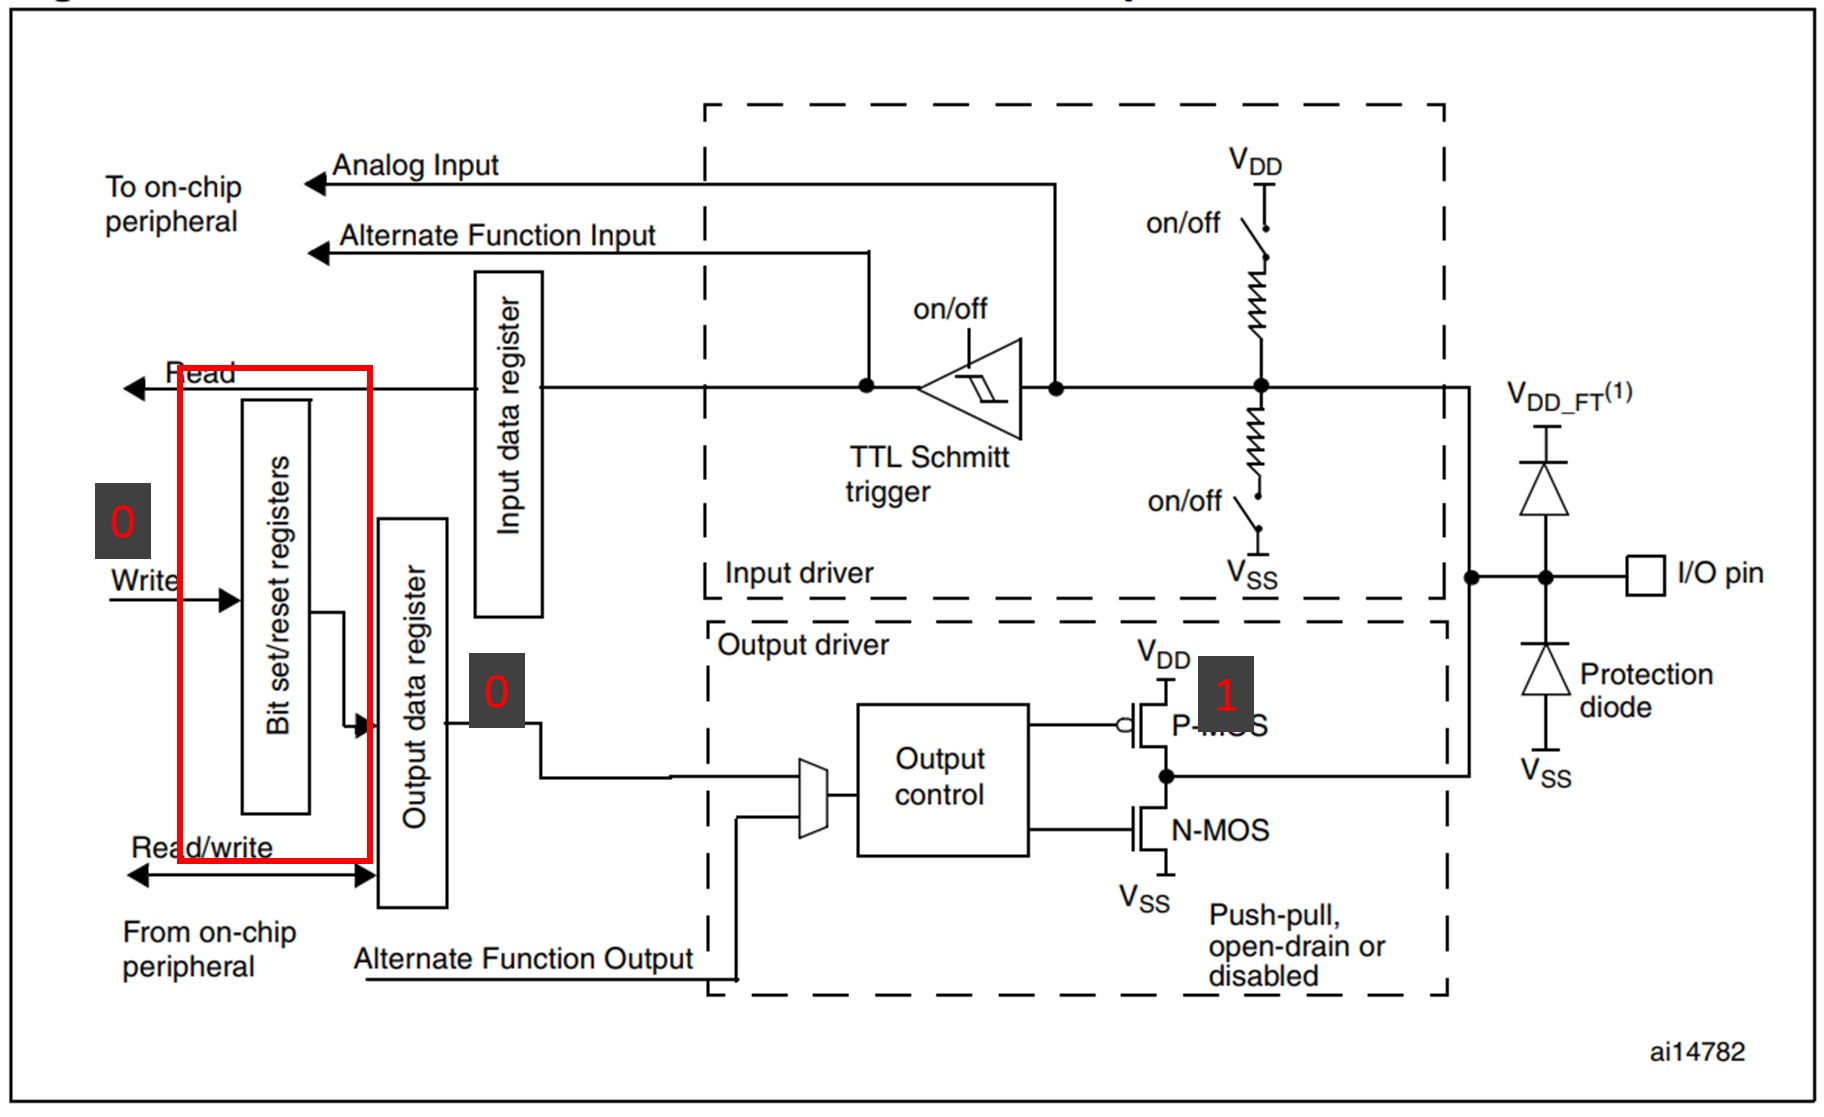 Analog Input
To on-chip
peripheral
Alternate Function Input
Read
Input data register
on/off
TTL Schmitt
trigger
VDD
on/off
on/off
VSS
Input driver
VDD_FT(1)
I/O pin
Protection
diode
VSS
0
Write
Bit set/reset registers
Output data register
0
Read/write
From on-chip
peripheral
Alternate Function Output
Output driver
Output
control
VDD
1
P-MOS
N-MOS
VSS
Push-pull,
open-drain or
disabled
ai14782